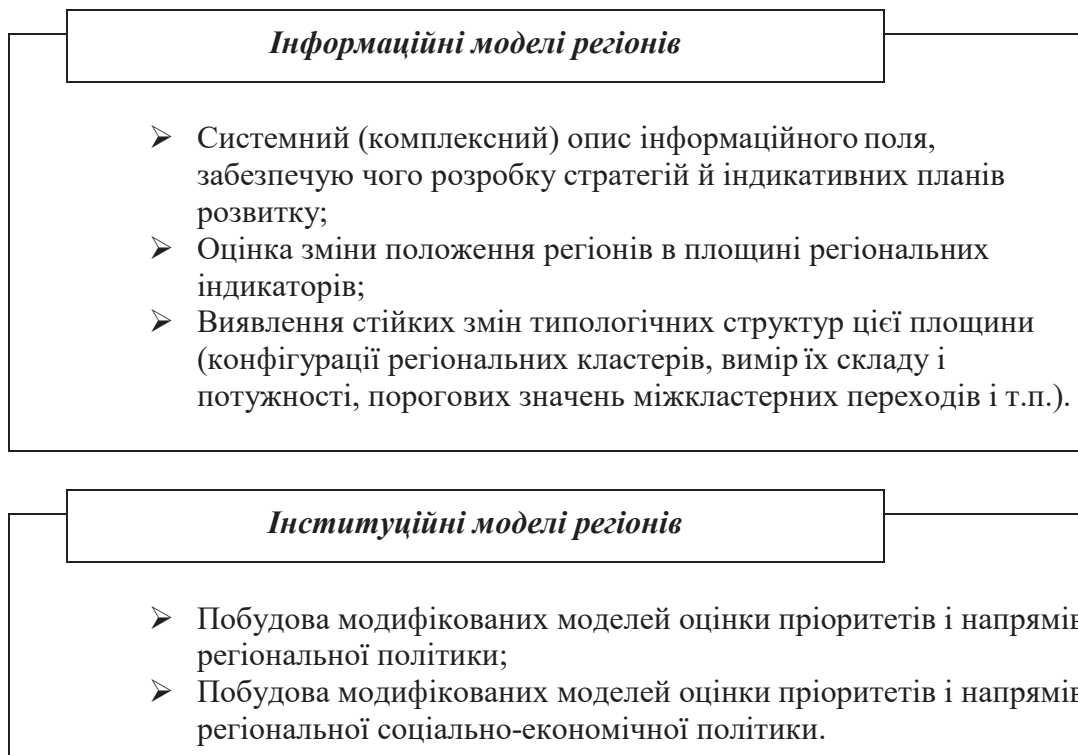 Інформаційні моделі регіонів
➢ Системний (комплексний) опис інформаційного поля,
забезпечую чого розробку стратегій й індикативних планів
розвитку;
➢ Оцінка зміни положення регіонів в площині регіональних
індикаторів;
➢ Виявлення стійких змін типологічних структур цієї площини
(конфігурації регіональних кластерів, вимір їх складу і
потужності, порогових значень міжкластерних переходів і т.п.).
Інституційні моделі регіонів
➢ Побудова модифікованих моделей оцінки пріоритетів і напрямів
регіональної політики;
➢ Побудова модифікованих моделей оцінки пріоритетів і напрямів
регіональної соціально-економічної політики.